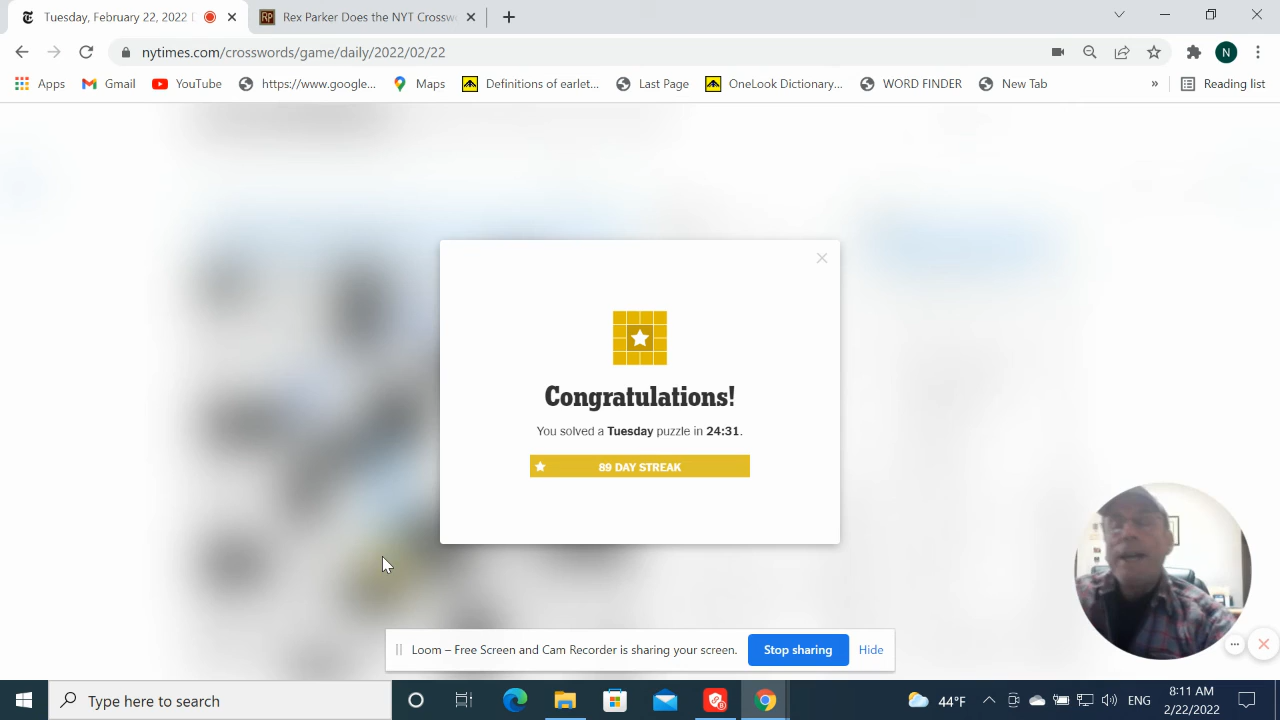 Tuesday, February 22, 2022
Rex Parker Does the NYT Crossw
nytimes.com/crosswords/game/daily/2022/02/22
N
Apps
Gmail
YouTube
https://www.google...
Maps
Definitions of earlet...
Last Page
OneLook Dictionary...
WORD FINDER
New Tab
»
Reading list
Congratulations!
You solved a Tuesday puzzle in 24:31.
89 DAY STREAK
Loom – Free Screen and Cam Recorder is sharing your screen.
Stop sharing
Hide
Type here to search
44°F
ENG
8:11 AM
2/22/2022